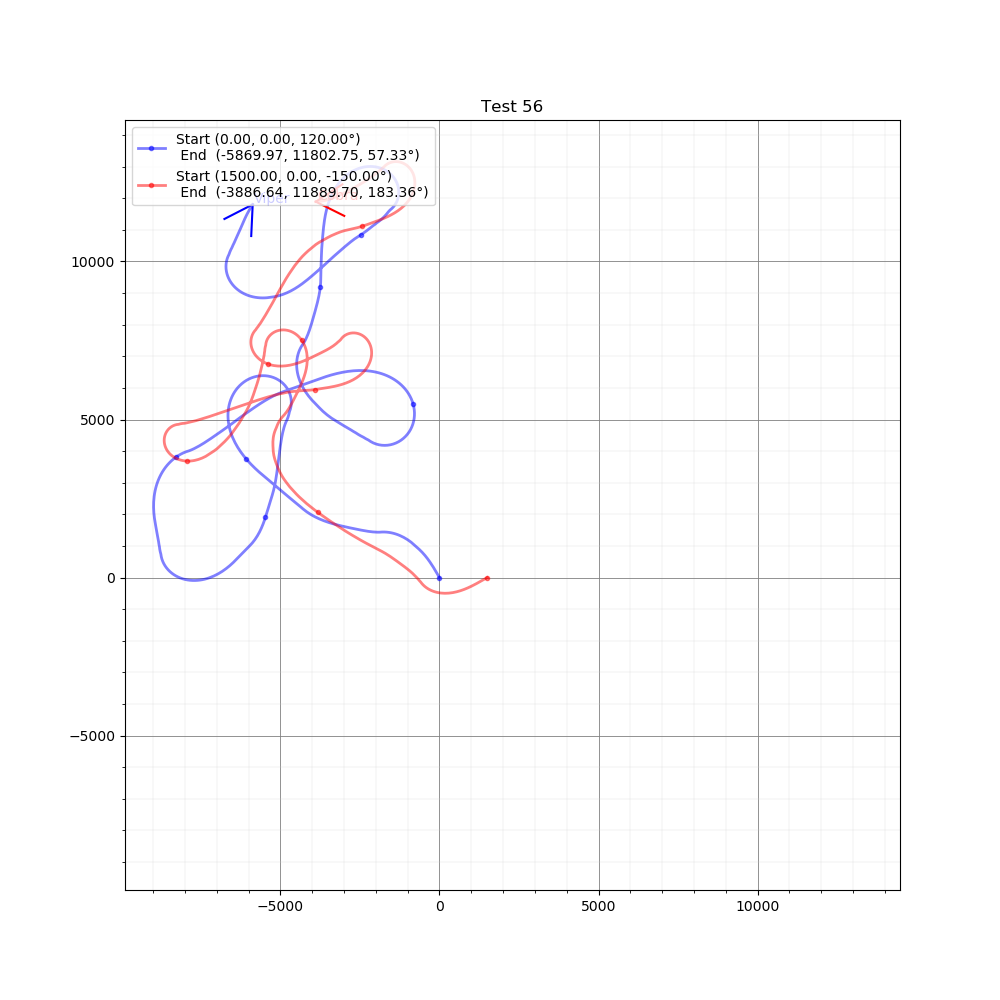 Test 56
Start (0.00, 0.00, 120.00°)
End (-5869.97, 11802.75, 57.33°)
Start (1500.00, 0.00, -150.00°)
End (-3886.64, 11889.70, 183.36°)
Viper
10000
5000
0
−5000
−5000
0
5000
10000